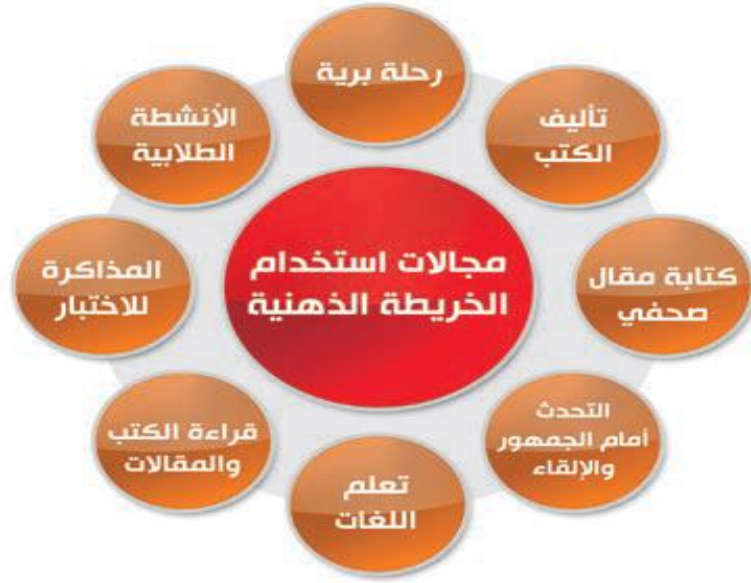 مجالات استخدام
الخريطة الذهنية
رحلة برية
تأليف
الكتب
كتابة مقال
صحفي
التحدث
أمام الجمهور
والإلقاء
تعلم
اللغات
قراءة الكتب
والمقالات
المذاكرة
للاختبار
الأنشطة
الطلابية